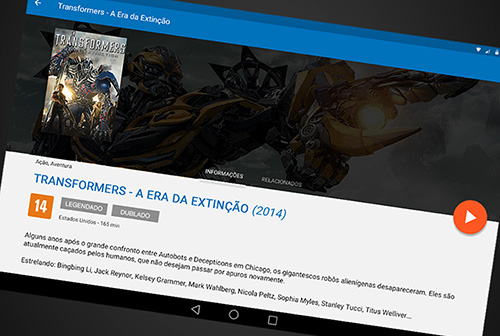 Transformers - A Era da Extinção
TRANSFORMERS
INFORMAÇÕES
RELACIONADOS
Ação, Aventura
TRANSFORMERS - A ERA DA EXTINÇÃO (2014)
14
LEGENDADO
DUBLADO
Estados Unidos - 165 min
Alguns anos após o grande confronto entre Autobots e Decepticons em Chicago, os gigantescos robôs alienígenas desapareceram. Eles são
atualmente caçados pelos humanos, que não desejam passar por apuros novamente.
Estrelando: Bingbing Li, Jack Reynor, Kelsey Grammer, Mark Wahlberg, Nicola Peltz, Sophia Myles, Stanley Tucci, Titus Welliver...